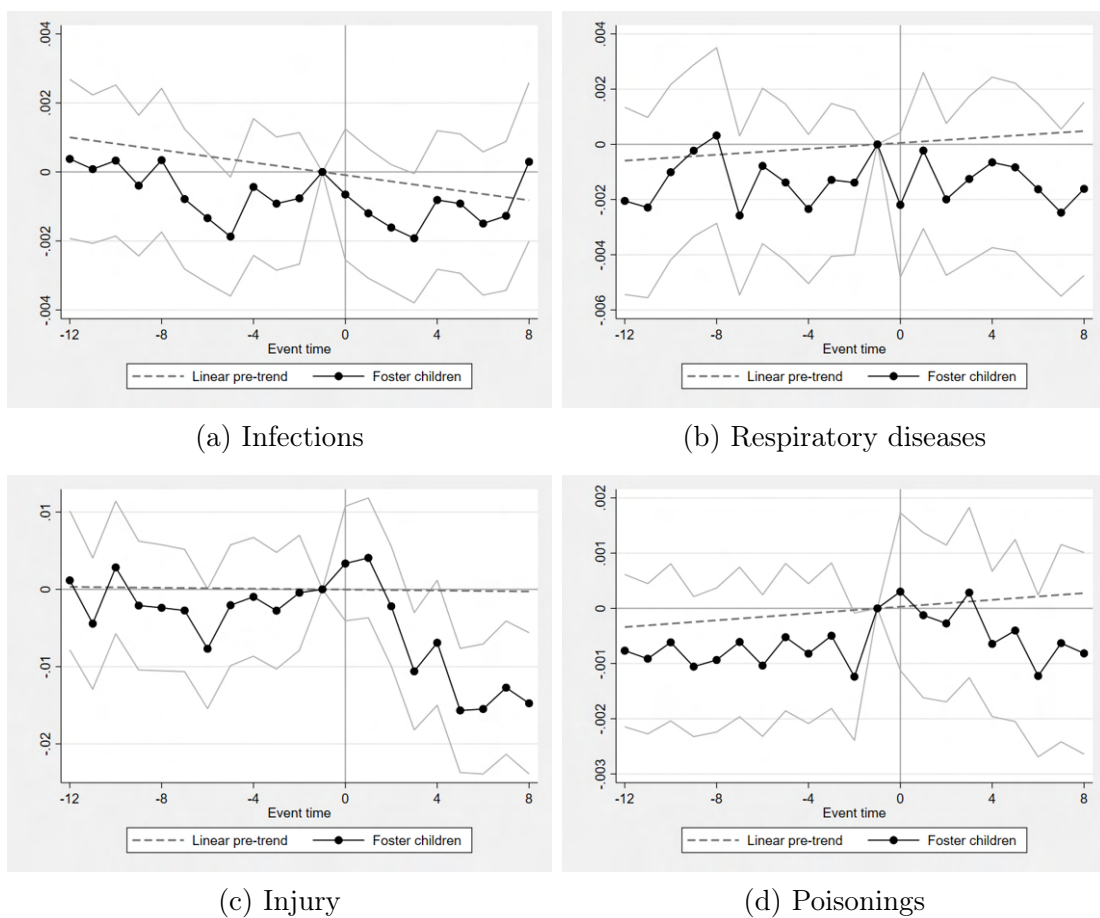 .004
.002
0
-.002
-.004
-12 -8 -4 0 4 8
Event time
Linear pre-trend Foster children
(a) Infections
.004
.002
0
-.002
-.004
-.006
-12 -8 -4 0 4 8
Event time
Linear pre-trend Foster children
(b) Respiratory diseases
.01
0
-.01
-.02
-12 -8 -4 0 4 8
Event time
Linear pre-trend Foster children
(c) Injury
.002
.001
0
-.001
-.002
-.003
-12 -8 -4 0 4 8
Event time
Linear pre-trend Foster children
(d) Poisonings